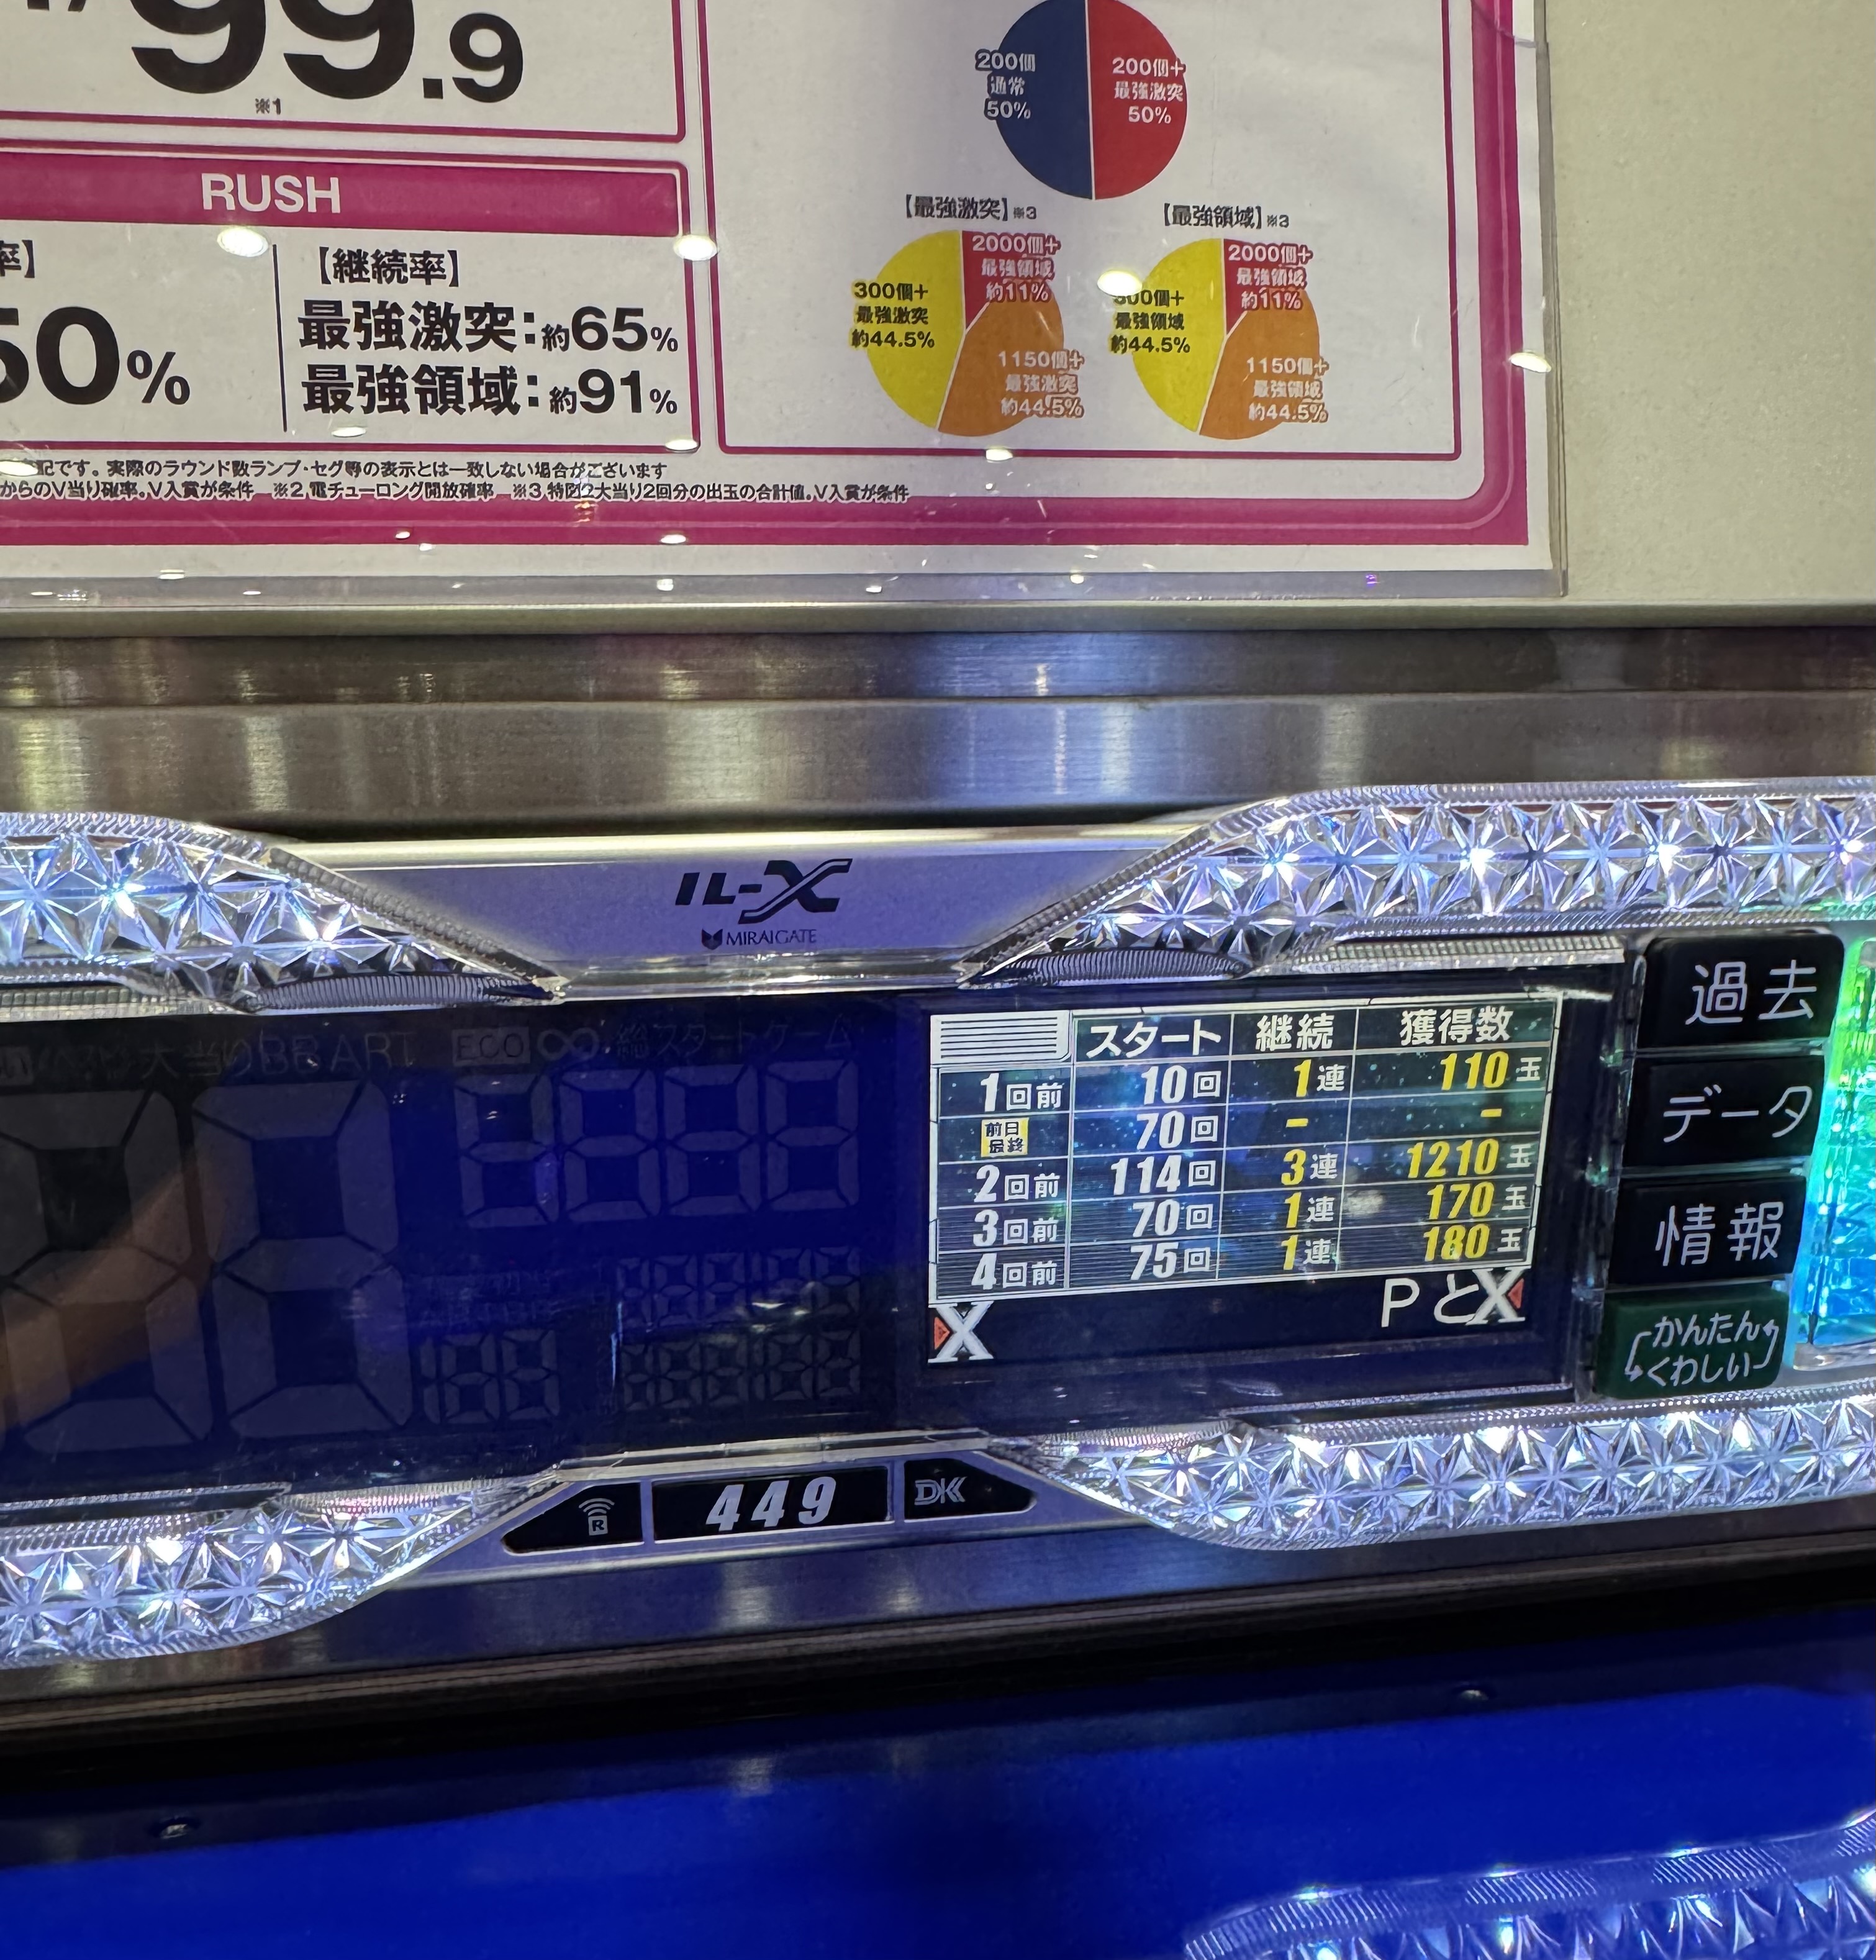 99.9
※1
200個
通常
50%
200個+
最強激突
50%
RUSH
率】
50%
【継続率】
最強激突:約65%
最強領域:約91%
【最強激突】※3
2000個+
最強領域
約11%
300個+
最強激突
約44.5%
1150個+
最強激突
約44.5%
【最強領域】※3
2000個+
最強領域
約11%
300個+
最強領域
約44.5%
1150個+
最強領域
約44.5%
記です。実際のラウンド数ランプ・セグ等の表示とは一致しない場合がございます
からのV当り確率。V入賞が条件 ※2 電チューロング開放確率 ※3 特図2大当り2回分の出玉の合計値。V入賞が条件
IL-X
MIRAIGATE
大当りBB ART
ECO ∞ 総スタートゲーム
スタート 継続 獲得数
1回前 10回 1連 110玉
前日最終 70回 - -
2回前 114回 3連 1210玉
3回前 70回 1連 170玉
4回前 75回 1連 180玉
X
PとX
過去
データ
情報
かんたん
くわしい
R
449
DK